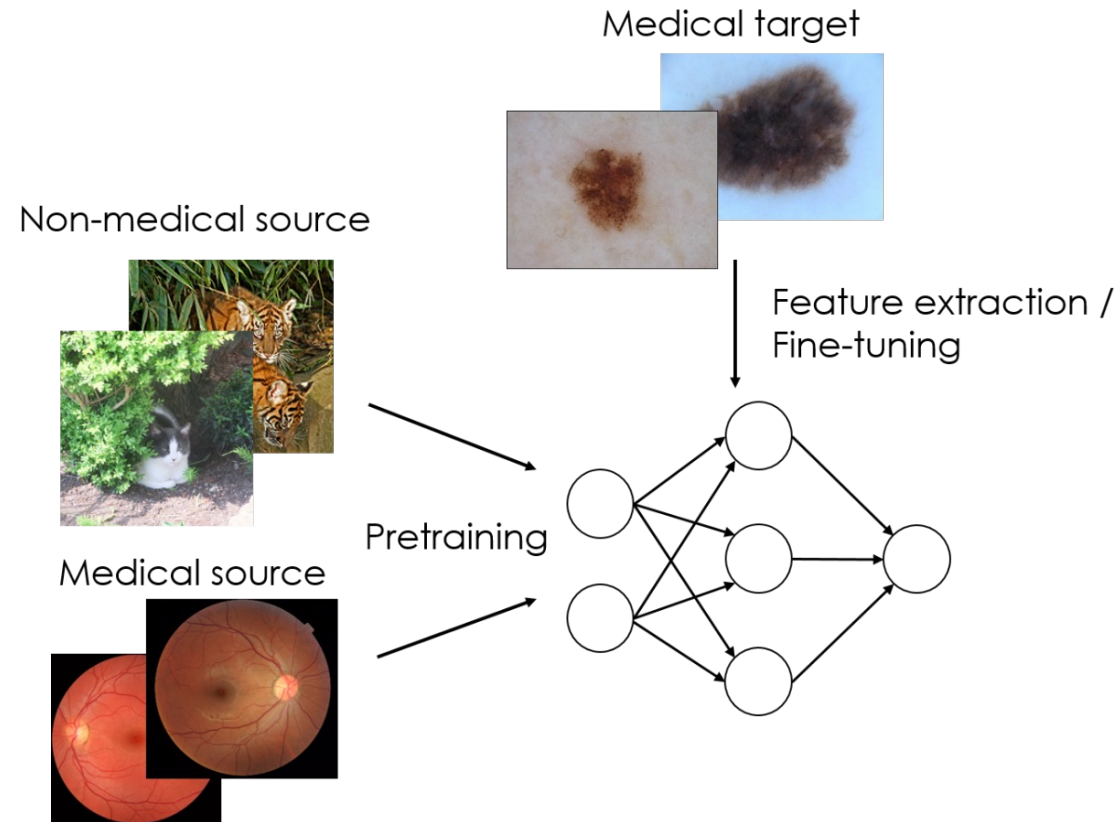 Medical target
Non-medical source
Feature extraction /
Fine-tuning
Pretraining
Medical source